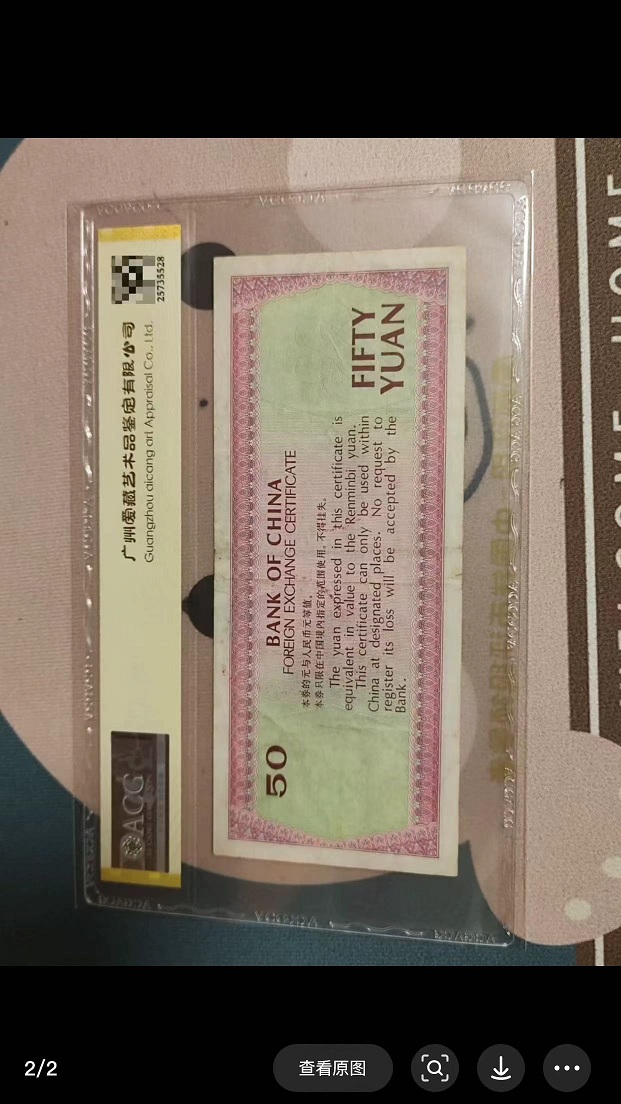 广州爱藏艺术品鉴定有限公司
Guangzhou aicang art Appraisal Co., Ltd.
25735528
ACG
50
BANK OF CHINA
FOREIGN EXCHANGE CERTIFICATE
本券的元与人民币元等值。
本券只限在中国境内指定的范围使用，不得挂失。
The yuan expressed in this certificate is
equivalent in value to the Renminbi yuan.
This certificate can only be used within
China at designated places. No request to
register its loss will be accepted by the
Bank.
FIFTY
YUAN
HOME
2/2
查看原图